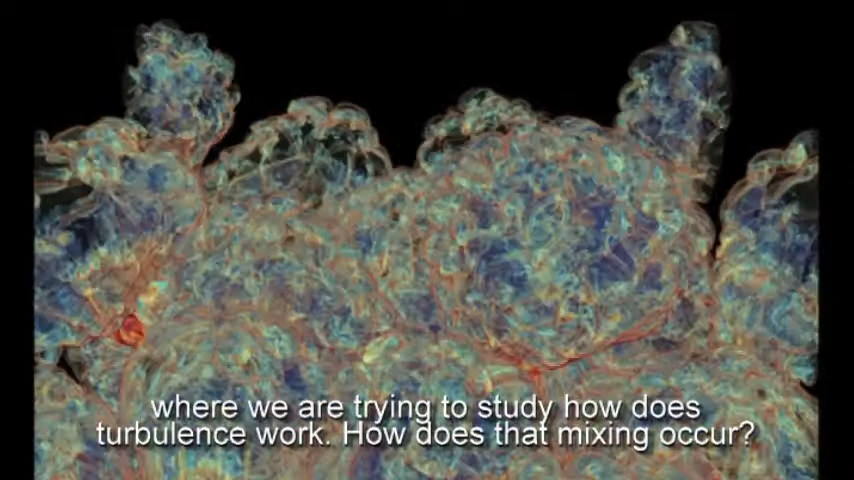 where we are trying to study how does
turbulence work. How does that mixing occur?